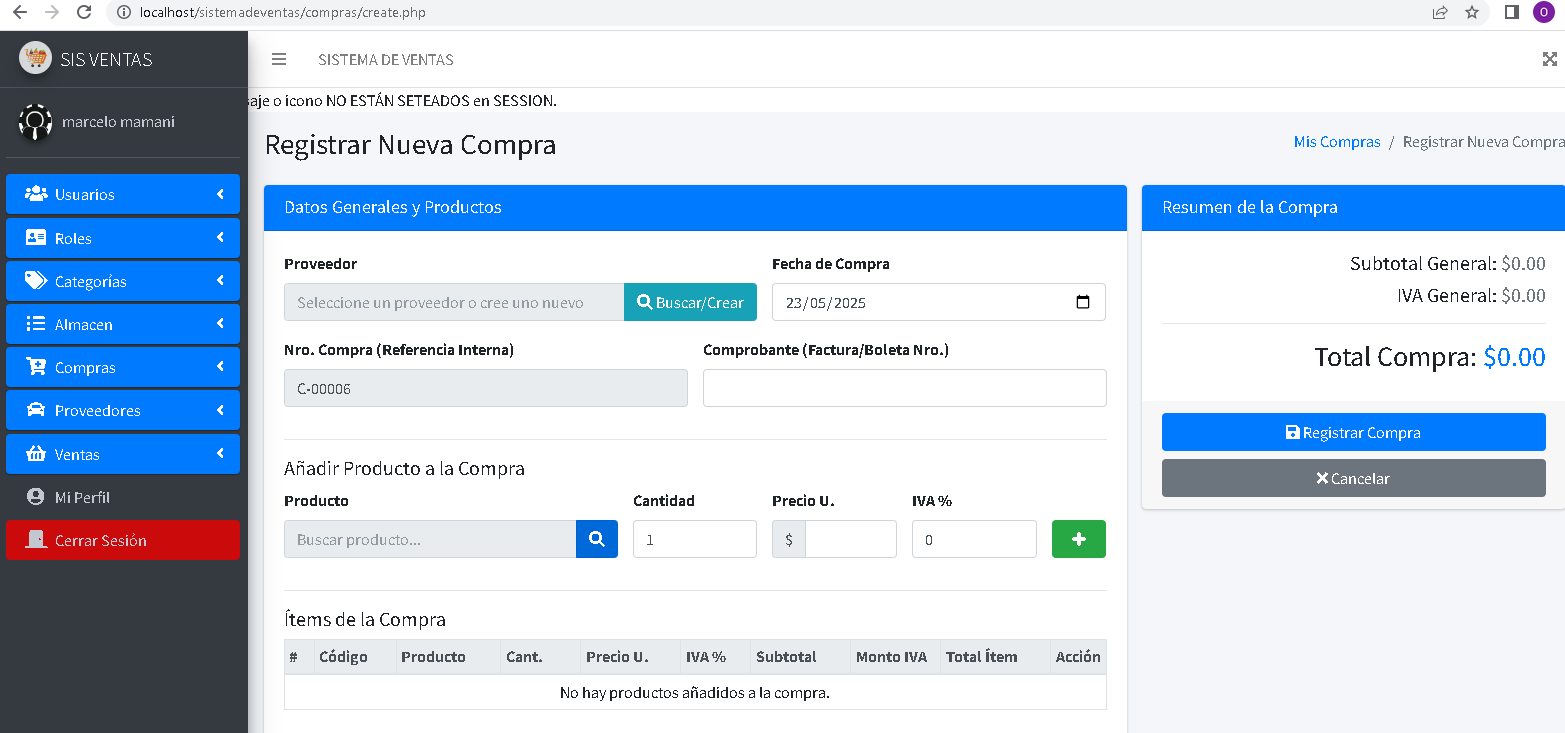 localhost/sistemadeventas/compras/create.php
O
SIS VENTAS
SISTEMA DE VENTAS
saje o icono NO ESTÁN SETEADOS en SESSION.
marcelo mamani
Registrar Nueva Compra
Mis Compras / Registrar Nueva Compra
Usuarios
Roles
Categorías
Almacen
Compras
Proveedores
Ventas
Mi Perfil
Cerrar Sesión
Datos Generales y Productos
Proveedor
Fecha de Compra
Seleccione un proveedor o cree uno nuevo
Buscar/Crear
23/05/2025
Nro. Compra (Referencia Interna)
Comprobante (Factura/Boleta Nro.)
C-00006
Añadir Producto a la Compra
Producto Cantidad Precio U. IVA %
Buscar producto... 1 $ 0
Ítems de la Compra
# Código Producto Cant. Precio U. IVA % Subtotal Monto IVA Total Ítem Acción
No hay productos añadidos a la compra.
Resumen de la Compra
Subtotal General: $0.00
IVA General: $0.00
Total Compra: $0.00
Registrar Compra
Cancelar